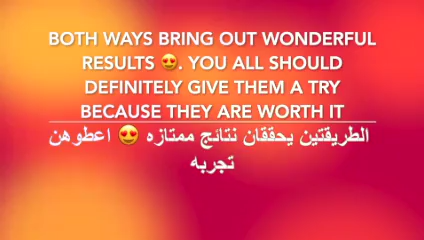 BOTH WAYS BRING OUT WONDERFUL
RESULTS 😍. YOU ALL SHOULD
DEFINITELY GIVE THEM A TRY
BECAUSE THEY ARE WORTH IT
الطريقتين يحققان نتائج ممتازه 😍 اعطوهن
تجربه